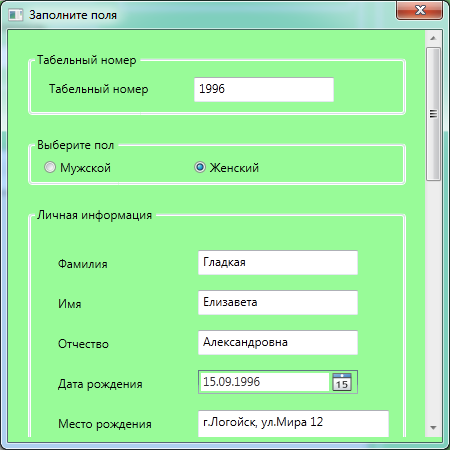 Заполните поля
Табельный номер
Табельный номер 1996
Выберите пол
Мужской Женский
Личная информация
Фамилия Гладкая
Имя Елизавета
Отчество Александровна
Дата рождения 15.09.1996 15
Место рождения г.Логойск, ул.Мира 12